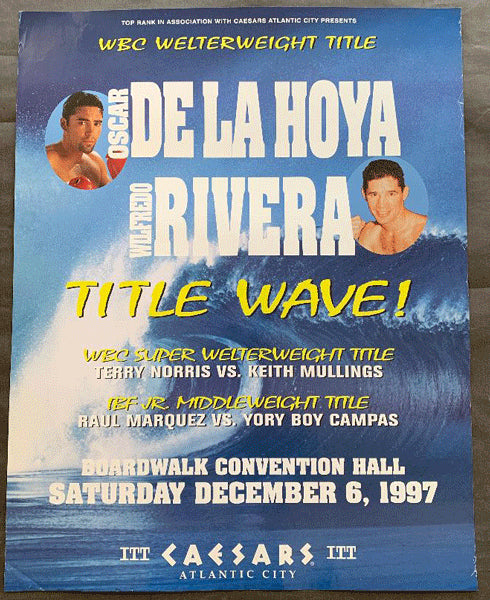 TOP RANK IN ASSOCIATION WITH CAESARS ATLANTIC CITY PRESENTS
WBC WELTERWEIGHT TITLE
OSCAR DE LA HOYA
WILFREDO RIVERA
TITLE WAVE!
WBC SUPER WELTERWEIGHT TITLE
TERRY NORRIS VS. KEITH MULLINGS
IBF JR. MIDDLEWEIGHT TITLE
RAUL MARQUEZ VS. YORY BOY CAMPAS
BOARDWALK CONVENTION HALL
SATURDAY DECEMBER 6, 1997
ITT CAESARS ITT
ATLANTIC CITY